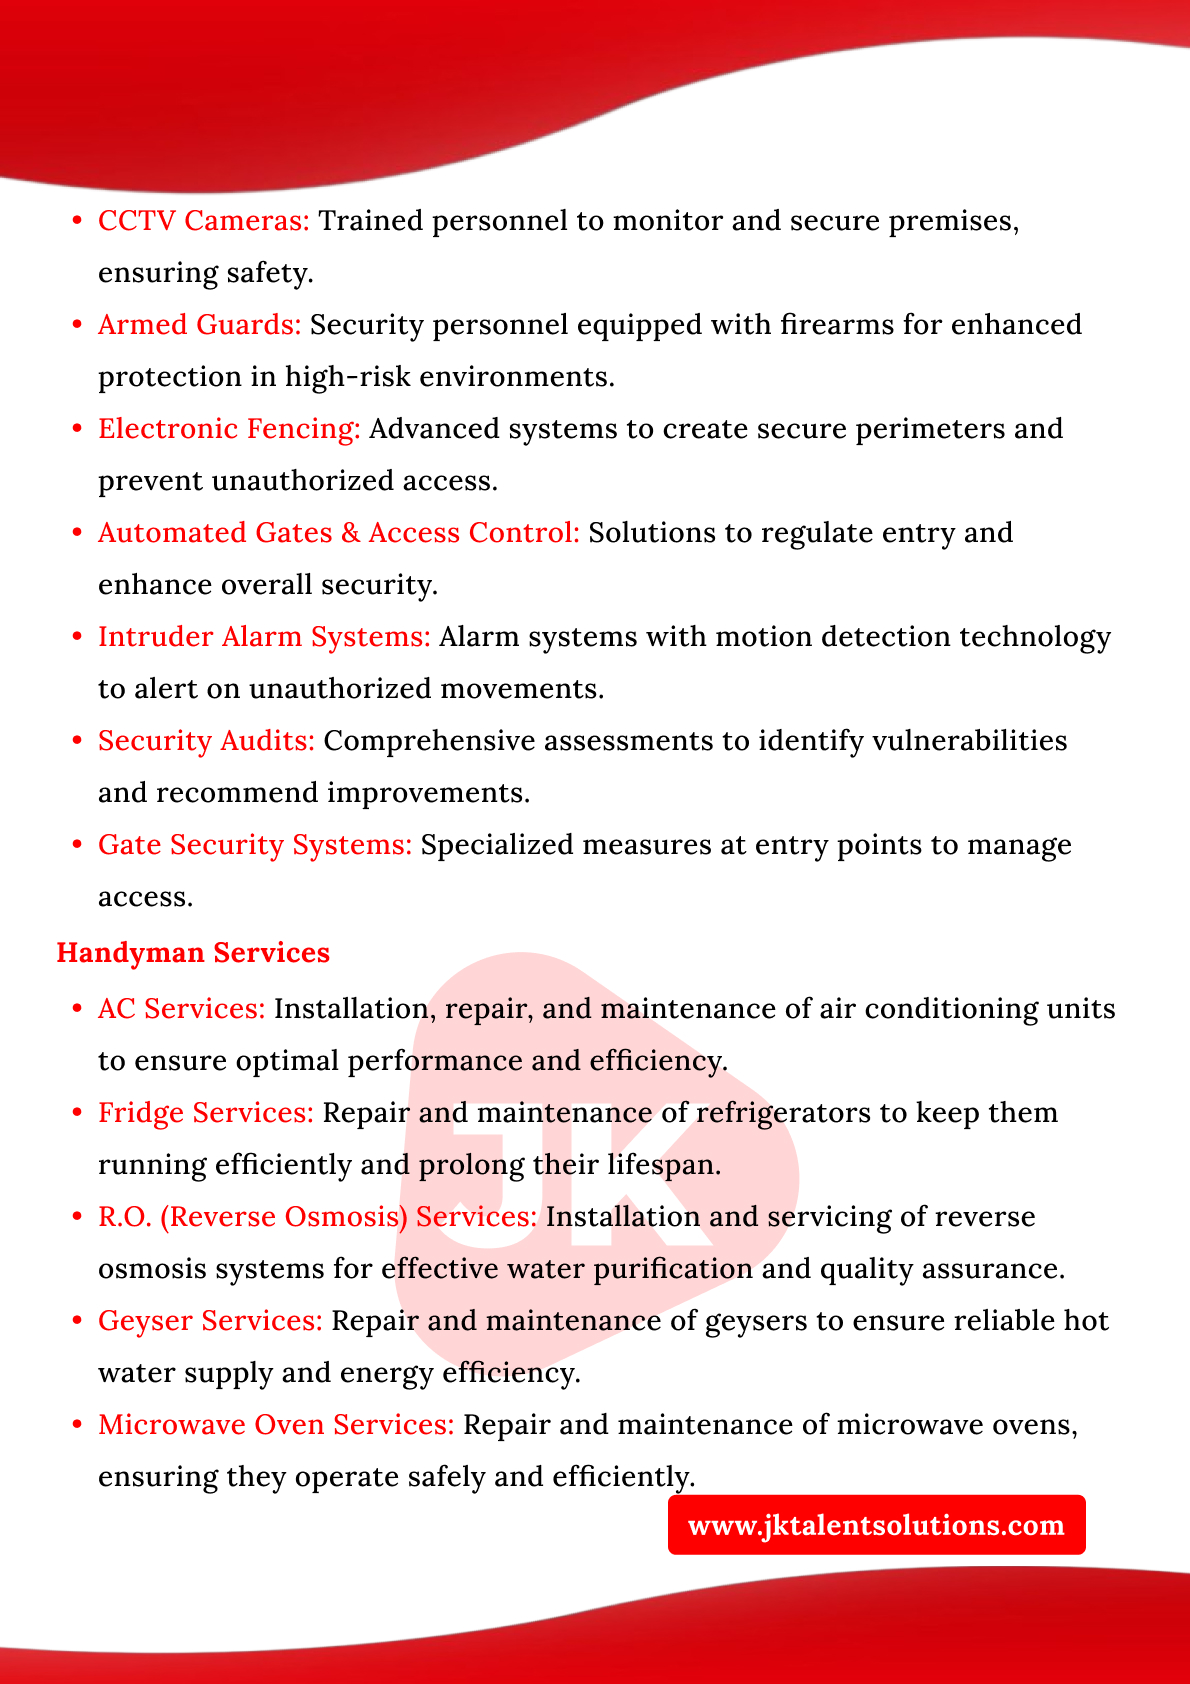 • CCTV Cameras: Trained personnel to monitor and secure premises,
ensuring safety.
• Armed Guards: Security personnel equipped with firearms for enhanced
protection in high-risk environments.
• Electronic Fencing: Advanced systems to create secure perimeters and
prevent unauthorized access.
• Automated Gates & Access Control: Solutions to regulate entry and
enhance overall security.
• Intruder Alarm Systems: Alarm systems with motion detection technology
to alert on unauthorized movements.
• Security Audits: Comprehensive assessments to identify vulnerabilities
and recommend improvements.
• Gate Security Systems: Specialized measures at entry points to manage
access.
Handyman Services
• AC Services: Installation, repair, and maintenance of air conditioning units
to ensure optimal performance and efficiency.
• Fridge Services: Repair and maintenance of refrigerators to keep them
running efficiently and prolong their lifespan.
• R.O. (Reverse Osmosis) Services: Installation and servicing of reverse
osmosis systems for effective water purification and quality assurance.
• Geyser Services: Repair and maintenance of geysers to ensure reliable hot
water supply and energy efficiency.
• Microwave Oven Services: Repair and maintenance of microwave ovens,
ensuring they operate safely and efficiently.
JK
www.jktalentsolutions.com